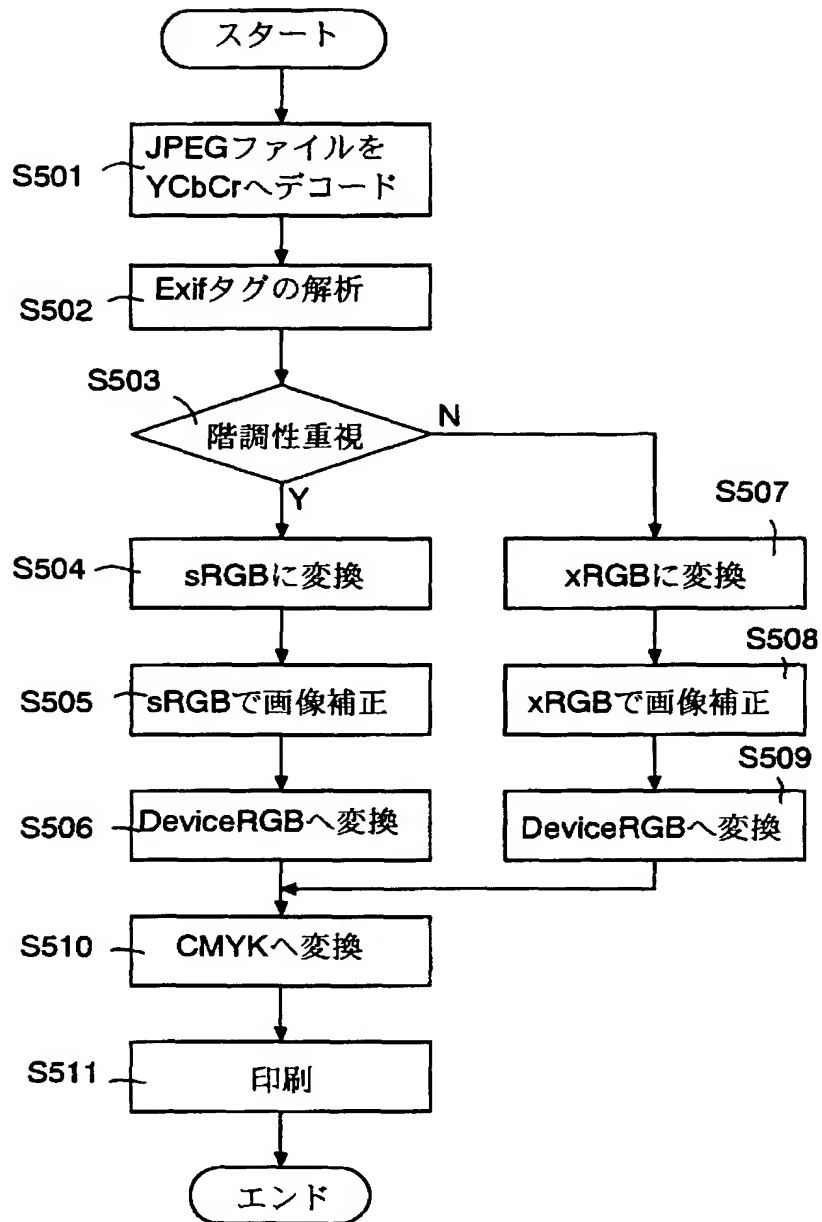 スタート
S501
JPEGファイルを
YCbCrへデコード
S502
Exifタグの解析
S503
階調性重視
N
Y
S504
sRGBに変換
S507
xRGBに変換
S505
sRGBで画像補正
S508
xRGBで画像補正
S506
DeviceRGBへ変換
S509
DeviceRGBへ変換
S510
CMYKへ変換
S511
印刷
エンド